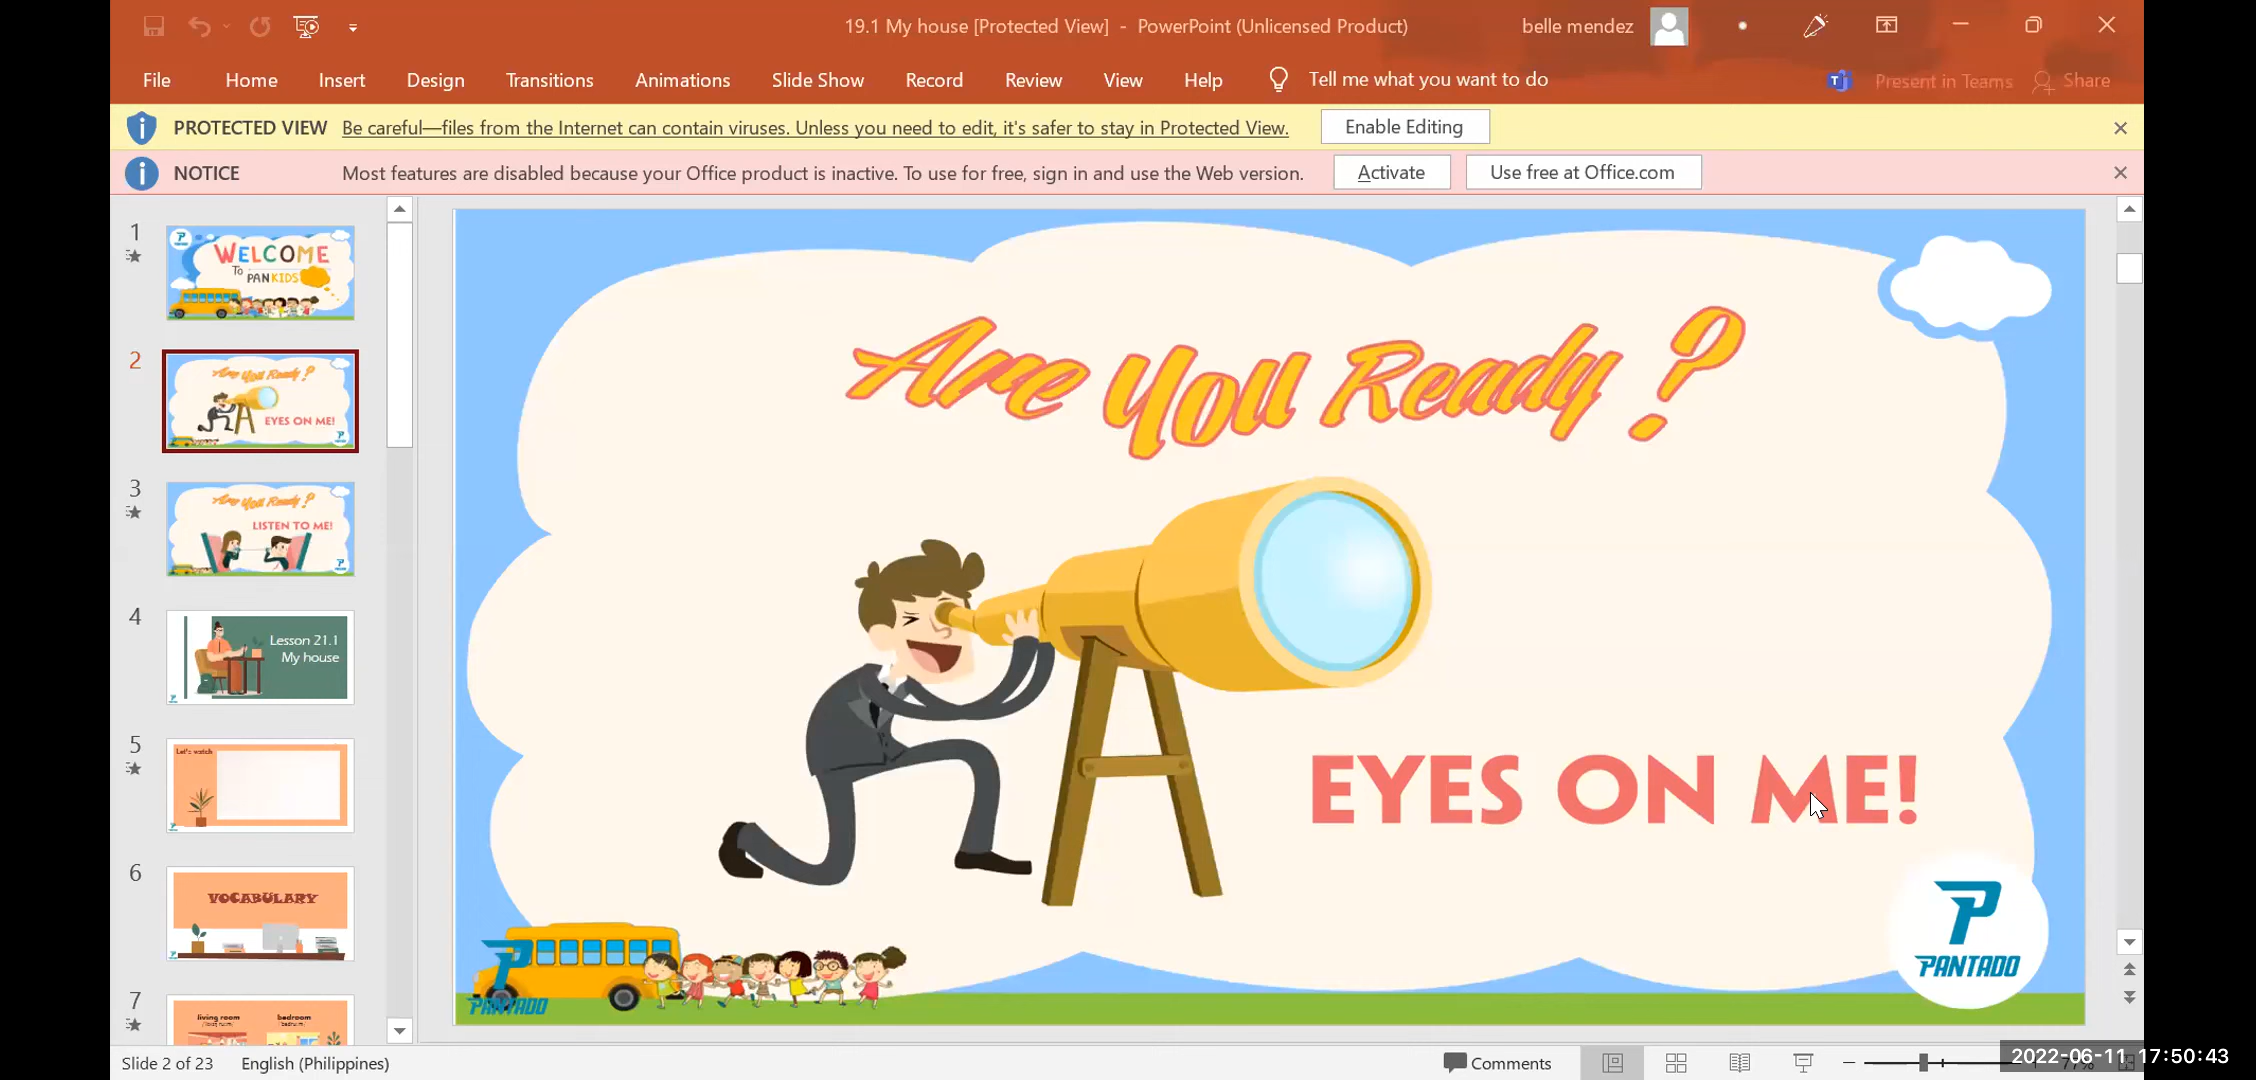 19.1 My house [Protected View] - PowerPoint (Unlicensed Product)
belle mendez
File Home Insert Design Transitions Animations Slide Show Record Review View Help Tell me what you want to do
Present in Teams Share
PROTECTED VIEW Be careful—files from the Internet can contain viruses. Unless you need to edit, it's safer to stay in Protected View. Enable Editing
NOTICE Most features are disabled because your Office product is inactive. To use for free, sign in and use the Web version. Activate Use free at Office.com
1
WELCOME
To PANKIDS
2
Are You Ready?
EYES ON ME!
3
Are You Ready?
LISTEN TO ME!
4
Lesson 21.1
My house
5
Let's watch
6
VOCABULARY
7
living room bedroom
Are You Ready?
EYES ON ME!
PANTADO
PANTADO
Slide 2 of 23 English (Philippines)
Comments
2022-06-11 17:50:43